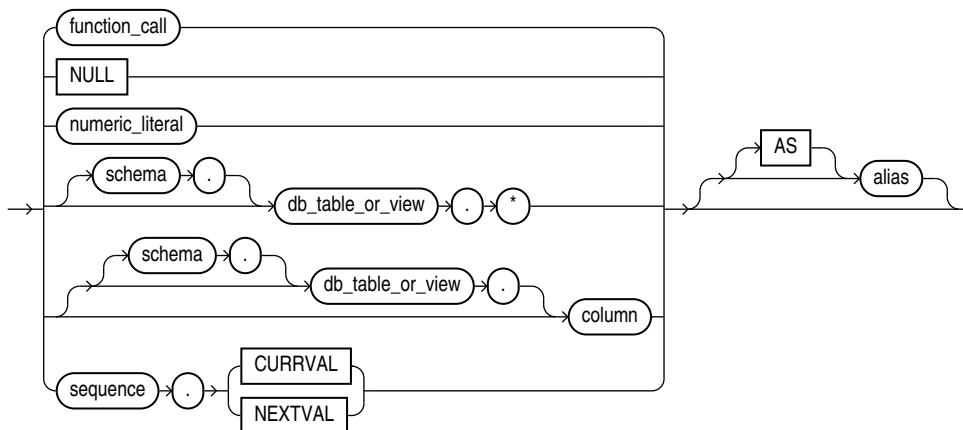 function_call
NULL
numeric_literal
AS
schema .
alias
db_table_or_view . *
schema .
db_table_or_view .
column
CURRVAL
sequence .
NEXTVAL